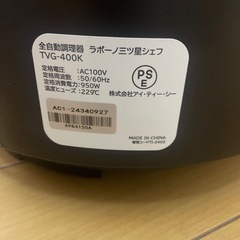 全自動調理器 ラボーノ三ツ星シェフ
TVG-400K
定格電圧 :AC100V
定格周波数:50/60Hz
定格消費電力:950W
温度ヒューズ:229℃
株式会社アイ・ティー・シー
PS
E
A01-24340927
AV64150A
MADE IN CHINA